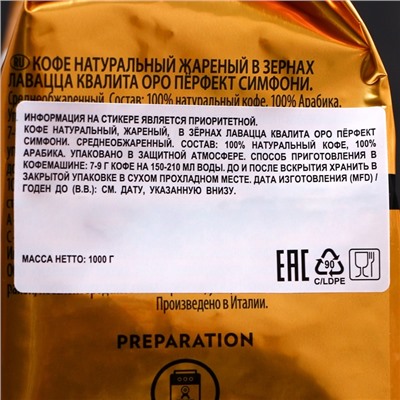 RU КОФЕ НАТУРАЛЬНЫЙ ЖАРЕНЫЙ В ЗЕРНАХ
ЛАВАЦЦА КВАЛИТА ОРО ПЁРФЕКТ СИМФОНИ.
Среднеобжаренный. Состав: 100% натуральный кофе, 100% Арабика.
ИНФОРМАЦИЯ НА СТИКЕРЕ ЯВЛЯЕТСЯ ПРИОРИТЕТНОЙ.
КОФЕ НАТУРАЛЬНЫЙ, ЖАРЕНЫЙ, В ЗЁРНАХ ЛАВАЦЦА КВАЛИТА ОРО ПЁРФЕКТ
СИМФОНИ. СРЕДНЕОБЖАРЕННЫЙ. СОСТАВ: 100% НАТУРАЛЬНЫЙ КОФЕ, 100%
АРАБИКА. УПАКОВАНО В ЗАЩИТНОЙ АТМОСФЕРЕ. СПОСОБ ПРИГОТОВЛЕНИЯ В
КОФЕМАШИНЕ: 7-9 Г КОФЕ НА 150-210 МЛ ВОДЫ. ДО И ПОСЛЕ ВСКРЫТИЯ ХРАНИТЬ В
ЗАКРЫТОЙ УПАКОВКЕ В СУХОМ ПРОХЛАДНОМ МЕСТЕ. ДАТА ИЗГОТОВЛЕНИЯ (MFD) /
ГОДЕН ДО (B.B.): СМ. ДАТУ, УКАЗАННУЮ ВНИЗУ.
МАССА НЕТТО: 1000 Г
EAC
90
C/LDPE
Произведено в Италии.
PREPARATION